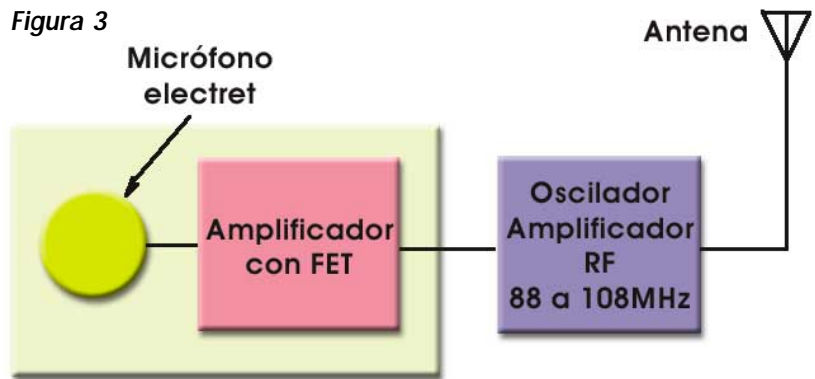 Figura 3
Antena
Micrófono
electret
Amplificador
con FET
Oscilador
Amplificador
RF
88 a 108MHz